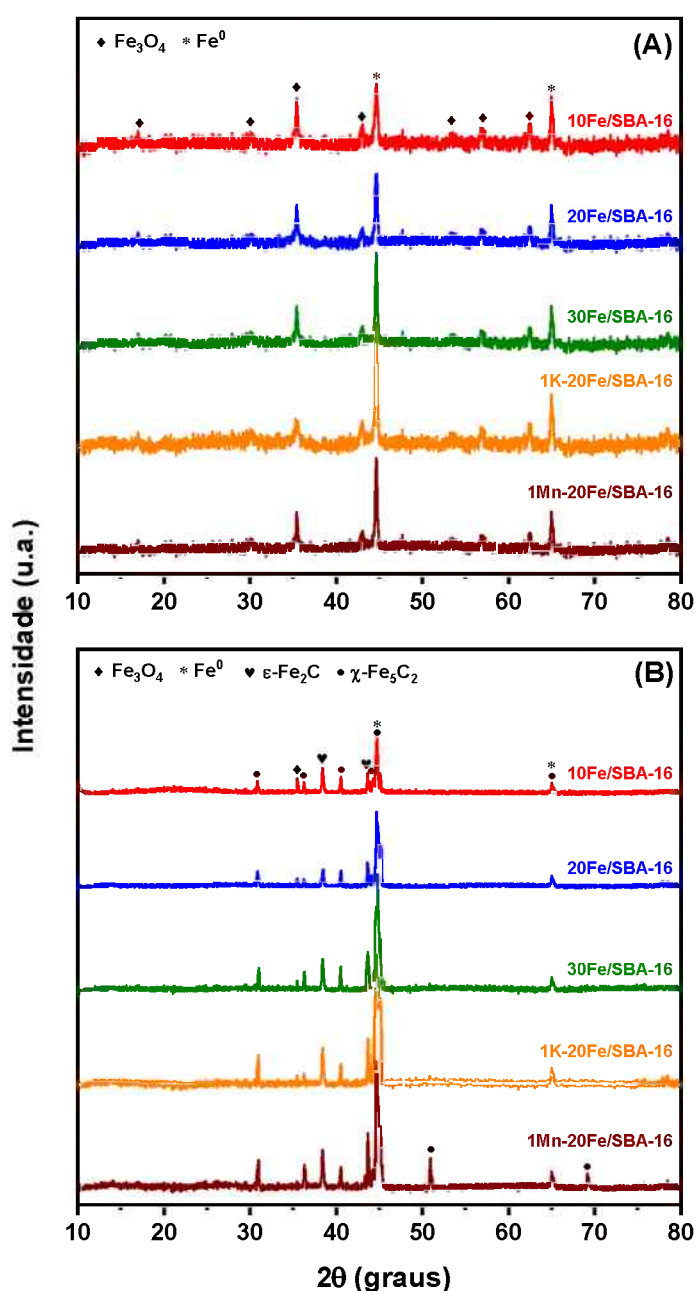 ♦ Fe₃O₄ * Fe⁰ (A)
10Fe/SBA-16
20Fe/SBA-16
30Fe/SBA-16
1K-20Fe/SBA-16
1Mn-20Fe/SBA-16
10 20 30 40 50 60 70 80
Intensidade (u.a.)
♦ Fe₃O₄ * Fe⁰ ♥ ε-Fe₂C • χ-Fe₅C₂ (B)
10Fe/SBA-16
20Fe/SBA-16
30Fe/SBA-16
1K-20Fe/SBA-16
1Mn-20Fe/SBA-16
10 20 30 40 50 60 70 80
2θ (graus)